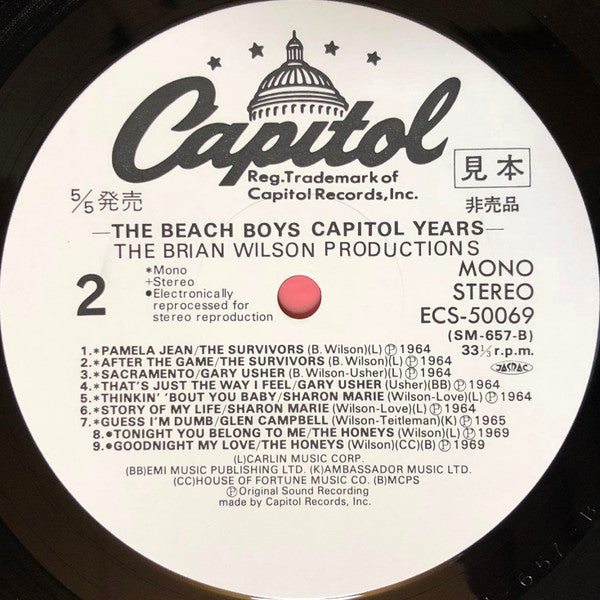 Capitol
Reg. Trademark of
Capitol Records, Inc.
見本
5/5発売
非売品
—THE BEACH BOYS CAPITOL YEARS—
THE BRIAN WILSON PRODUCTIONS
2
*Mono
+Stereo
●Electronically
reprocessed for
stereo reproduction
MONO
STEREO
ECS-50069
(SM-657-B)
33⅓ r.p.m.
JASRAC
1.*PAMELA JEAN/THE SURVIVORS (B. Wilson)(L) Ⓟ 1964
2.*AFTER THE GAME/THE SURVIVORS (B. Wilson)(L) Ⓟ 1964
3.*SACRAMENTO/GARY USHER (B. Wilson-Usher)(L) Ⓟ 1964
4.*THAT'S JUST THE WAY I FEEL/GARY USHER (Usher)(BB) Ⓟ 1964
5.*THINKIN' 'BOUT YOU BABY/SHARON MARIE (Wilson-Love)(L) Ⓟ 1964
6.*STORY OF MY LIFE/SHARON MARIE (Wilson-Love)(L) Ⓟ 1964
7.*GUESS I'M DUMB/GLEN CAMPBELL (Wilson-Teitleman)(K) Ⓟ 1965
8.●TONIGHT YOU BELONG TO ME/THE HONEYS (Wilson)(L) Ⓟ 1969
9.●GOODNIGHT MY LOVE/THE HONEYS (Wilson)(CC)(B) Ⓟ 1969
(L)CARLIN MUSIC CORP.
(BB)EMI MUSIC PUBLISHING LTD. (K)AMBASSADOR MUSIC LTD.
(CC)HOUSE OF FORTUNE MUSIC CO. (B)MCPS
Ⓟ Original Sound Recording
made by Capitol Records, Inc.